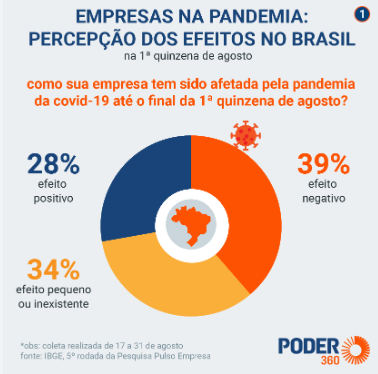 EMPRESAS NA PANDEMIA:
1
PERCEPÇÃO DOS EFEITOS NO BRASIL
na 1ª quinzena de agosto
como sua empresa tem sido afetada pela pandemia
da covid-19 até o final da 1ª quinzena de agosto?
28%
efeito
positivo
39%
efeito
negativo
34%
efeito pequeno
ou inexistente
*obs: coleta realizada de 17 a 31 de agosto
fonte: IBGE, 5ª rodada da Pesquisa Pulso Empresa
PODER
360